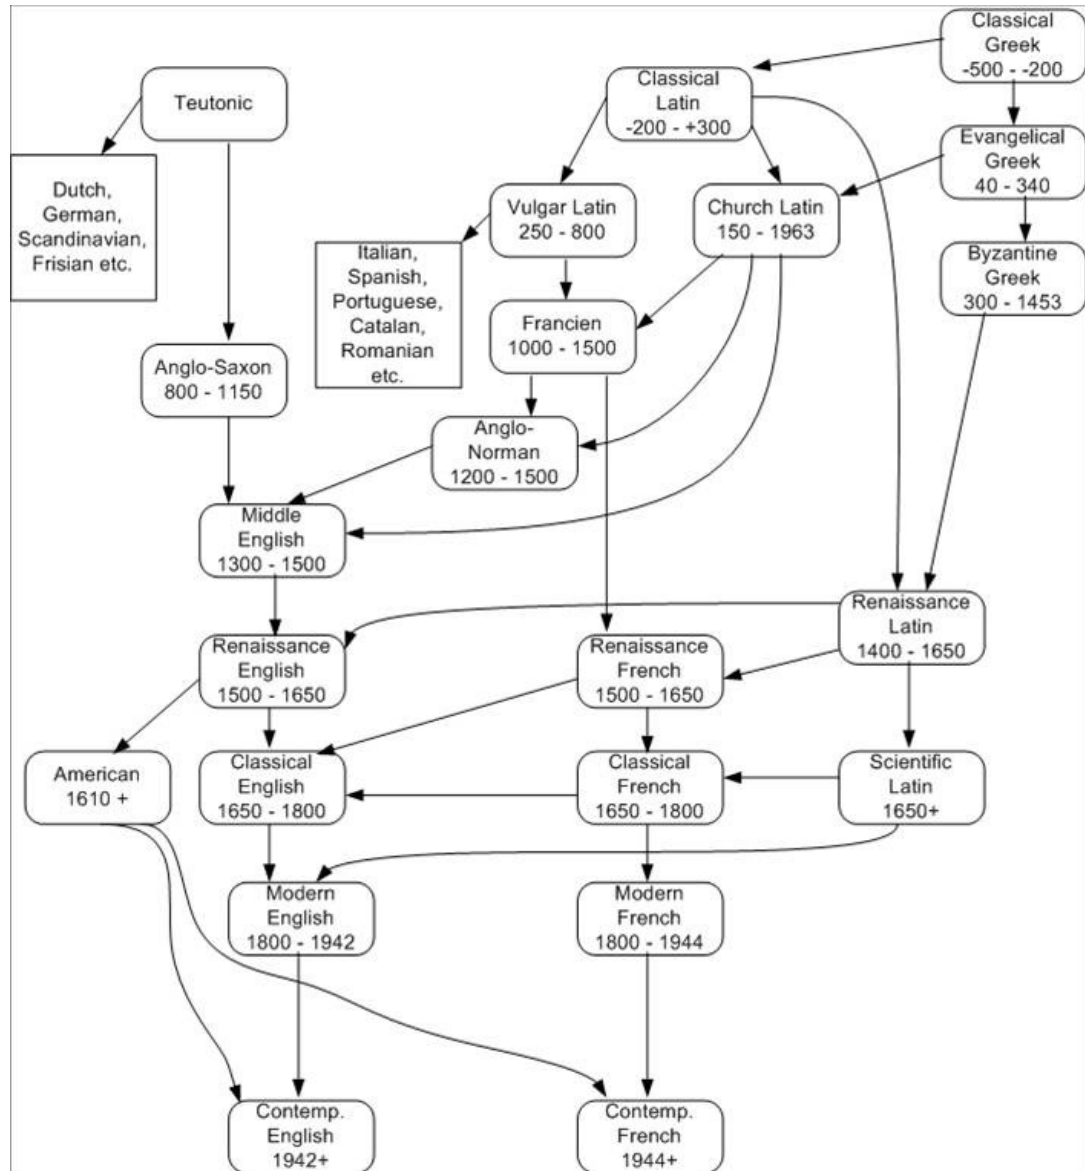 Classical
Greek
-500 - -200
Classical
Latin
-200 - +300
Teutonic
Evangelical
Greek
40 - 340
Dutch,
German,
Scandinavian,
Frisian etc.
Vulgar Latin
250 - 800
Church Latin
150 - 1963
Italian,
Spanish,
Portuguese,
Catalan,
Romanian
etc.
Byzantine
Greek
300 - 1453
Francien
1000 - 1500
Anglo-Saxon
800 - 1150
Anglo-
Norman
1200 - 1500
Middle
English
1300 - 1500
Renaissance
Latin
1400 - 1650
Renaissance
English
1500 - 1650
Renaissance
French
1500 - 1650
American
1610 +
Classical
English
1650 - 1800
Classical
French
1650 - 1800
Scientific
Latin
1650+
Modern
English
1800 - 1942
Modern
French
1800 - 1944
Contemp.
English
1942+
Contemp.
French
1944+